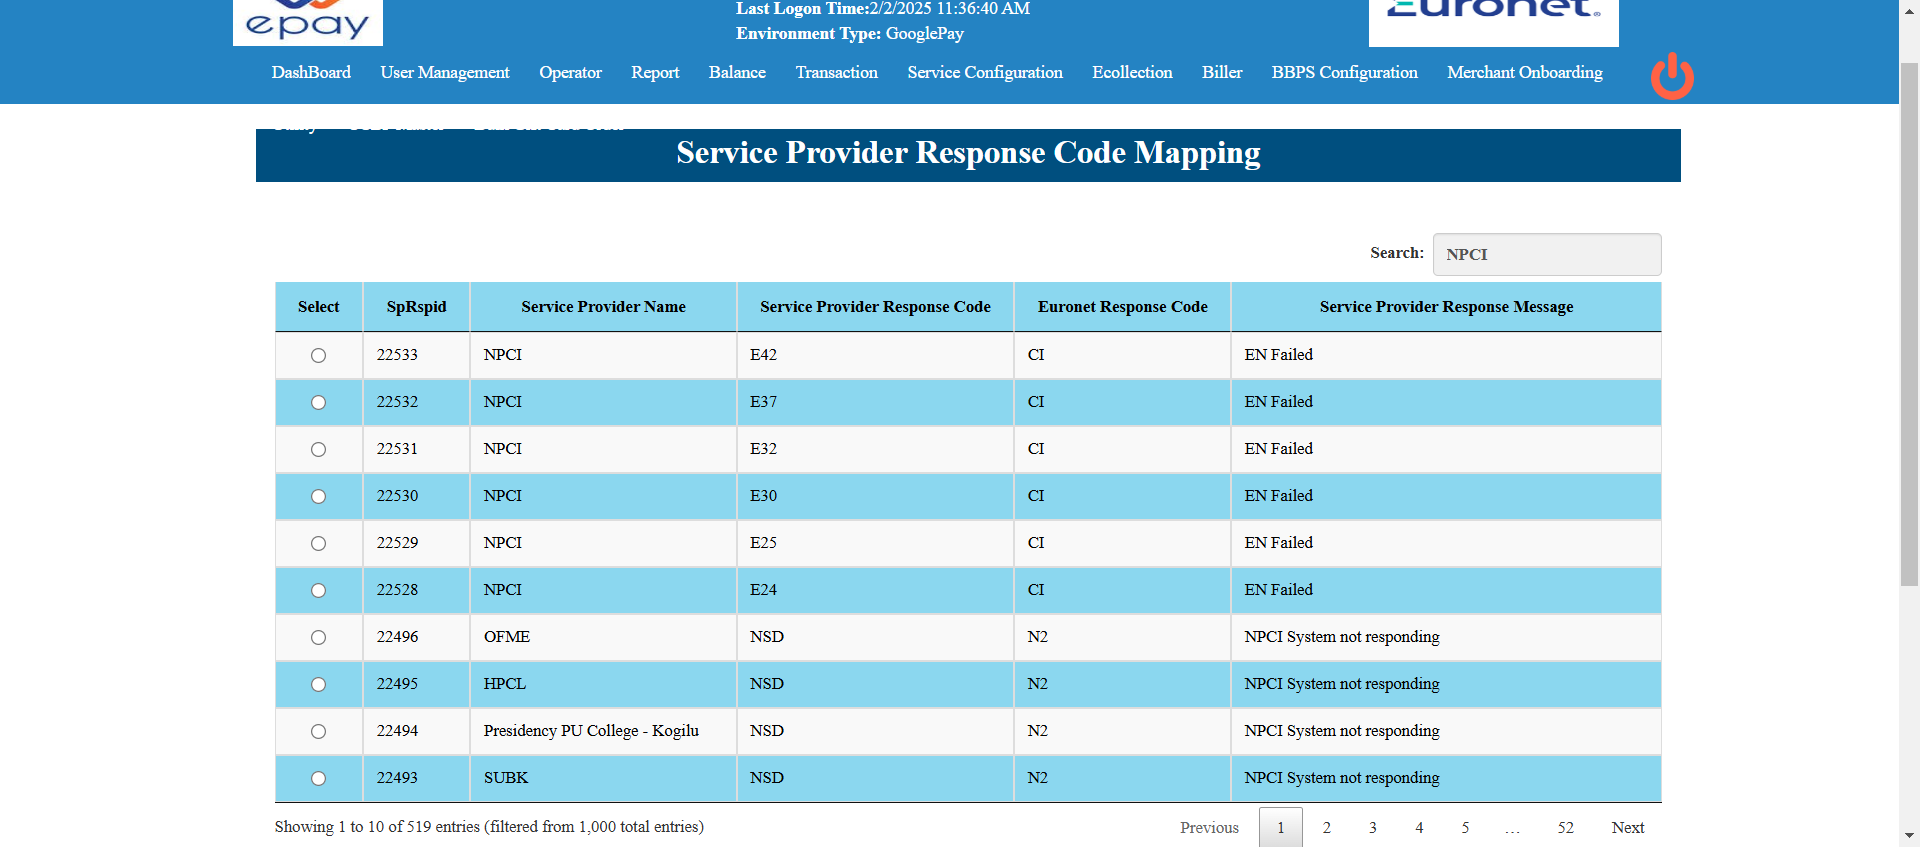 epay
Last Logon Time:2/2/2025 11:36:40 AM
Euronet
Environment Type: GooglePay
DashBoard User Management Operator Report Balance Transaction Service Configuration Ecollection Biller BBPS Configuration Merchant Onboarding
Service Provider Response Code Mapping
Search: NPCI
Select SpRspid Service Provider Name Service Provider Response Code Euronet Response Code Service Provider Response Message
22533 NPCI E42 CI EN Failed
22532 NPCI E37 CI EN Failed
22531 NPCI E32 CI EN Failed
22530 NPCI E30 CI EN Failed
22529 NPCI E25 CI EN Failed
22528 NPCI E24 CI EN Failed
22496 OFME NSD N2 NPCI System not responding
22495 HPCL NSD N2 NPCI System not responding
22494 Presidency PU College - Kogilu NSD N2 NPCI System not responding
22493 SUBK NSD N2 NPCI System not responding
Showing 1 to 10 of 519 entries (filtered from 1,000 total entries) Previous 1 2 3 4 5 … 52 Next